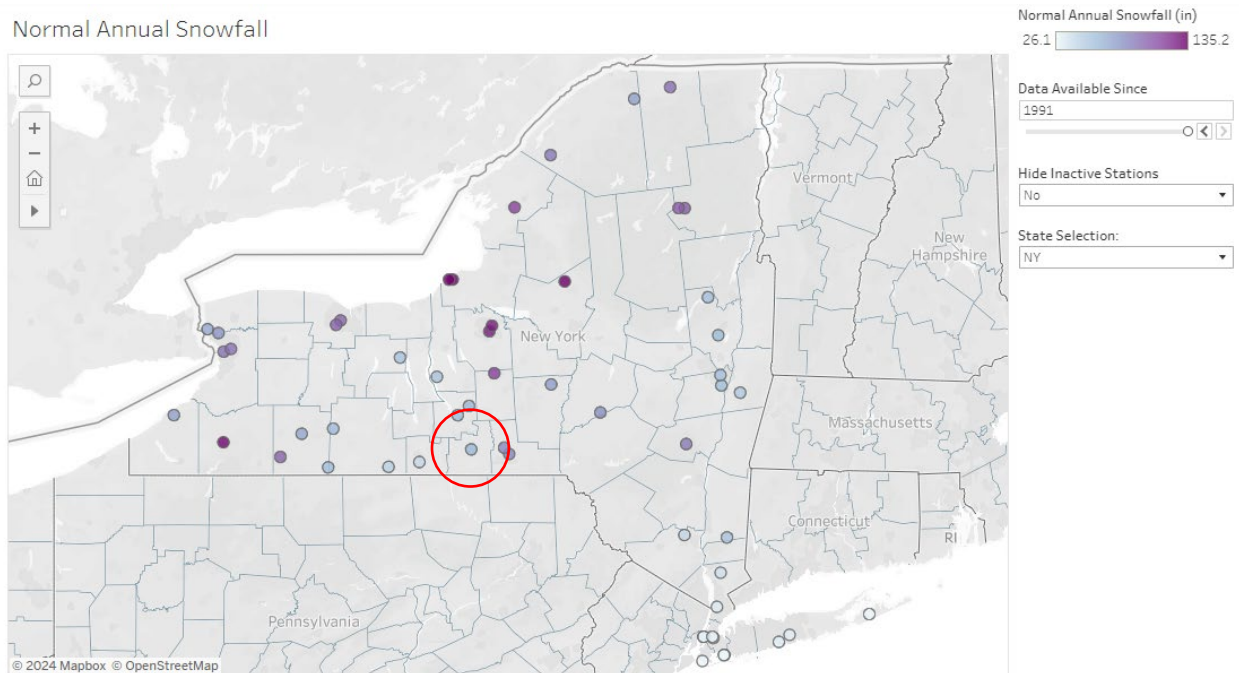 Normal Annual Snowfall
Normal Annual Snowfall (in)
26.1 135.2
Data Available Since
1991
Hide Inactive Stations
No
State Selection:
NY
Vermont
New
Hampshire
New York
Massachusetts
Connecticut
RI
Pennsylvania
© 2024 Mapbox © OpenStreetMap